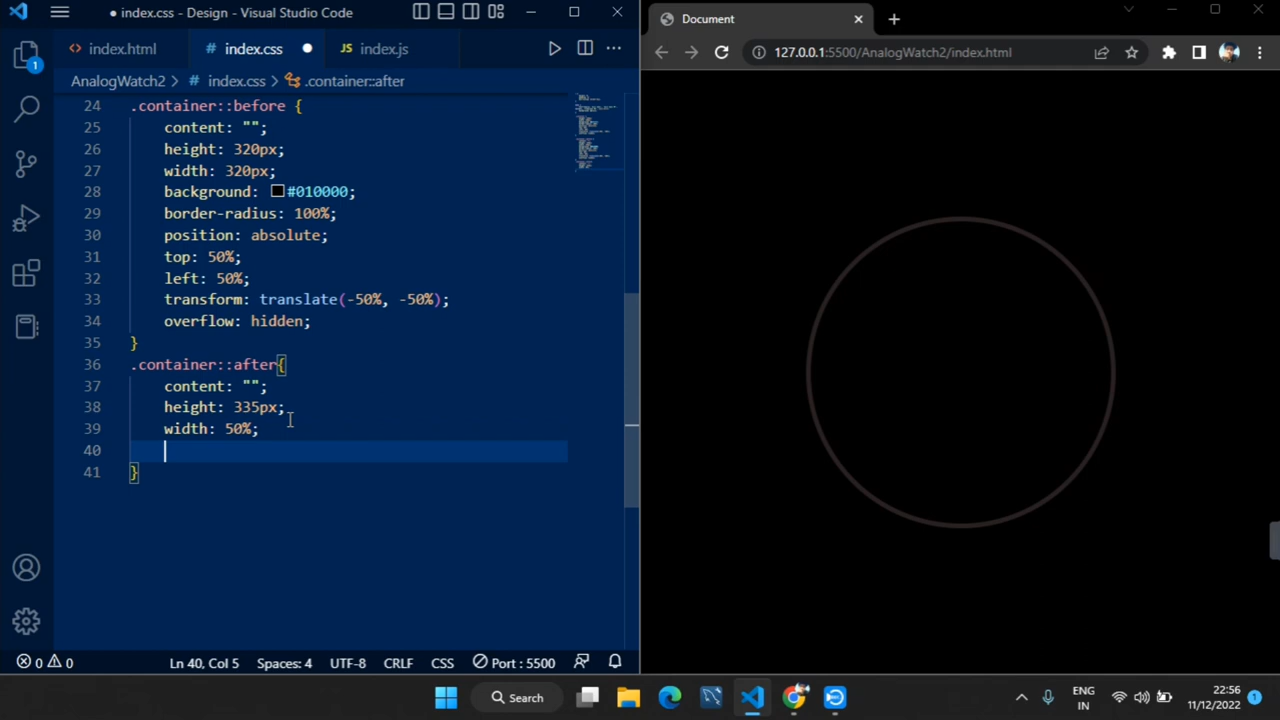 index.css - Design - Visual Studio Code
index.html
index.css
JS index.js
AnalogWatch2 > # index.css > .container::after
24 .container::before {
25 content: "";
26 height: 320px;
27 width: 320px;
28 background: #010000;
29 border-radius: 100%;
30 position: absolute;
31 top: 50%;
32 left: 50%;
33 transform: translate(-50%, -50%);
34 overflow: hidden;
35 }
36 .container::after{
37 content: "";
38 height: 335px;
39 width: 50%;
40
41 }
1
0 0
Ln 40, Col 5
Spaces: 4
UTF-8
CRLF
CSS
Port : 5500
Document
127.0.0.1:5500/AnalogWatch2/index.html
Search
ENG
IN
22:56
11/12/2022
1